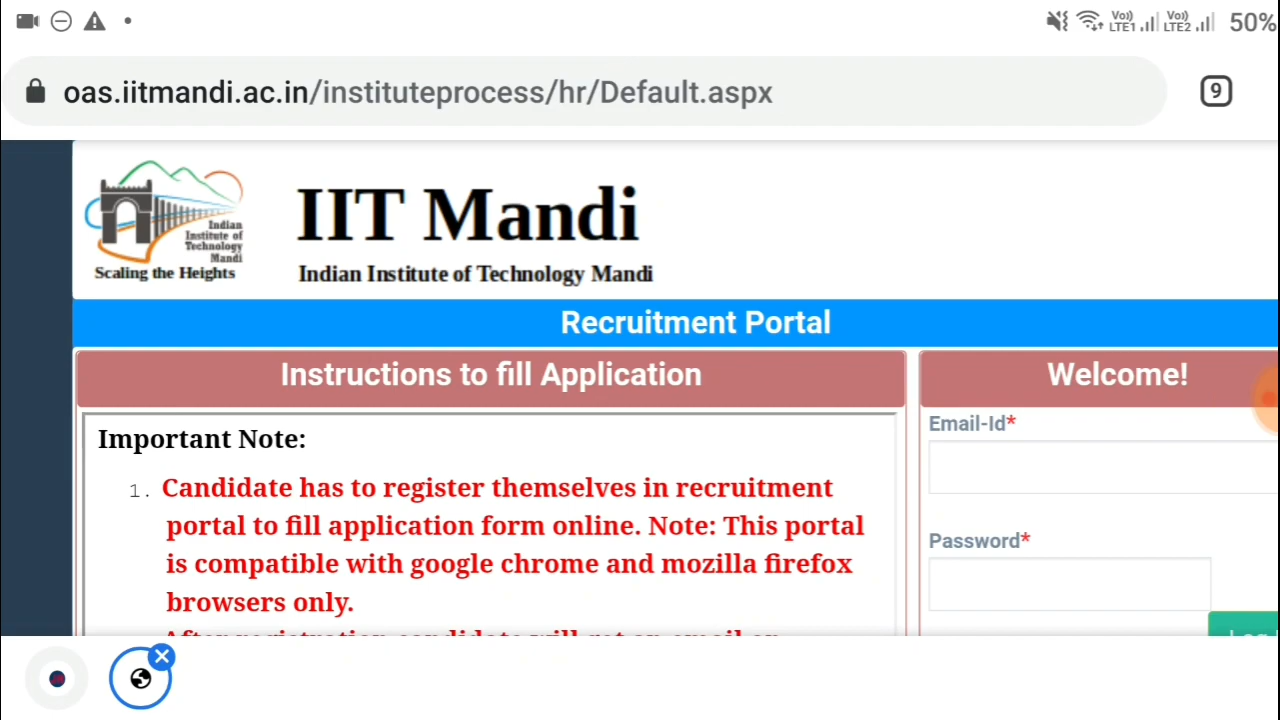 Vo)) LTE1 Vo)) LTE2 50%
oas.iitmandi.ac.in/instituteprocess/hr/Default.aspx
9
Indian
Institute of
Technology
Mandi
Scaling the Heights
IIT Mandi
Indian Institute of Technology Mandi
Recruitment Portal
Instructions to fill Application
Important Note:
1. Candidate has to register themselves in recruitment
portal to fill application form online. Note: This portal
is compatible with google chrome and mozilla firefox
browsers only.
Welcome!
Email-Id*
Password*